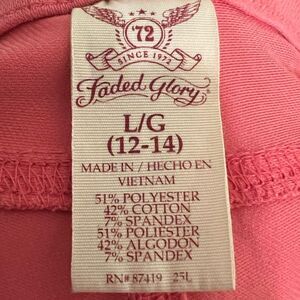 '72
SINCE 1972
Faded Glory
L/G
(12-14)
MADE IN / HECHO EN
VIETNAM
51% POLYESTER
42% COTTON
7% SPANDEX
51% POLIESTER
42% ALGODON
7% SPANDEX
RN# 87419 25L